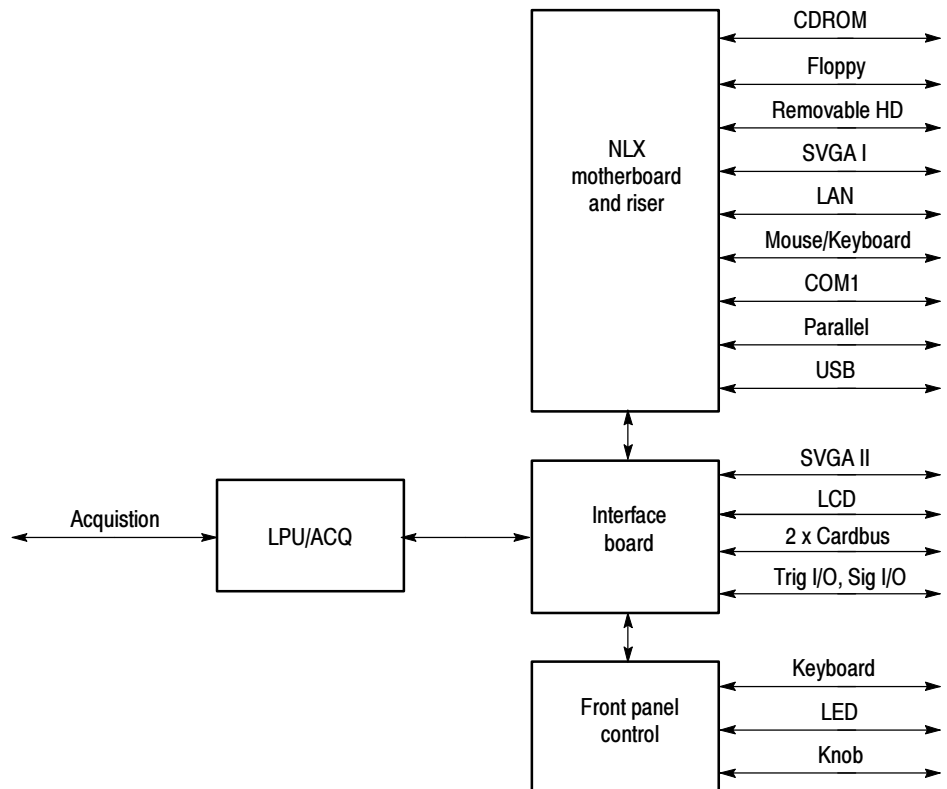 CDROM
Floppy
Removable HD
NLX
motherboard
and riser
SVGA I
LAN
Mouse/Keyboard
COM1
Parallel
USB
SVGA II
LCD
Acquistion
LPU/ACQ
Interface
board
2 x Cardbus
Trig I/O, Sig I/O
Keyboard
Front panel
control
LED
Knob